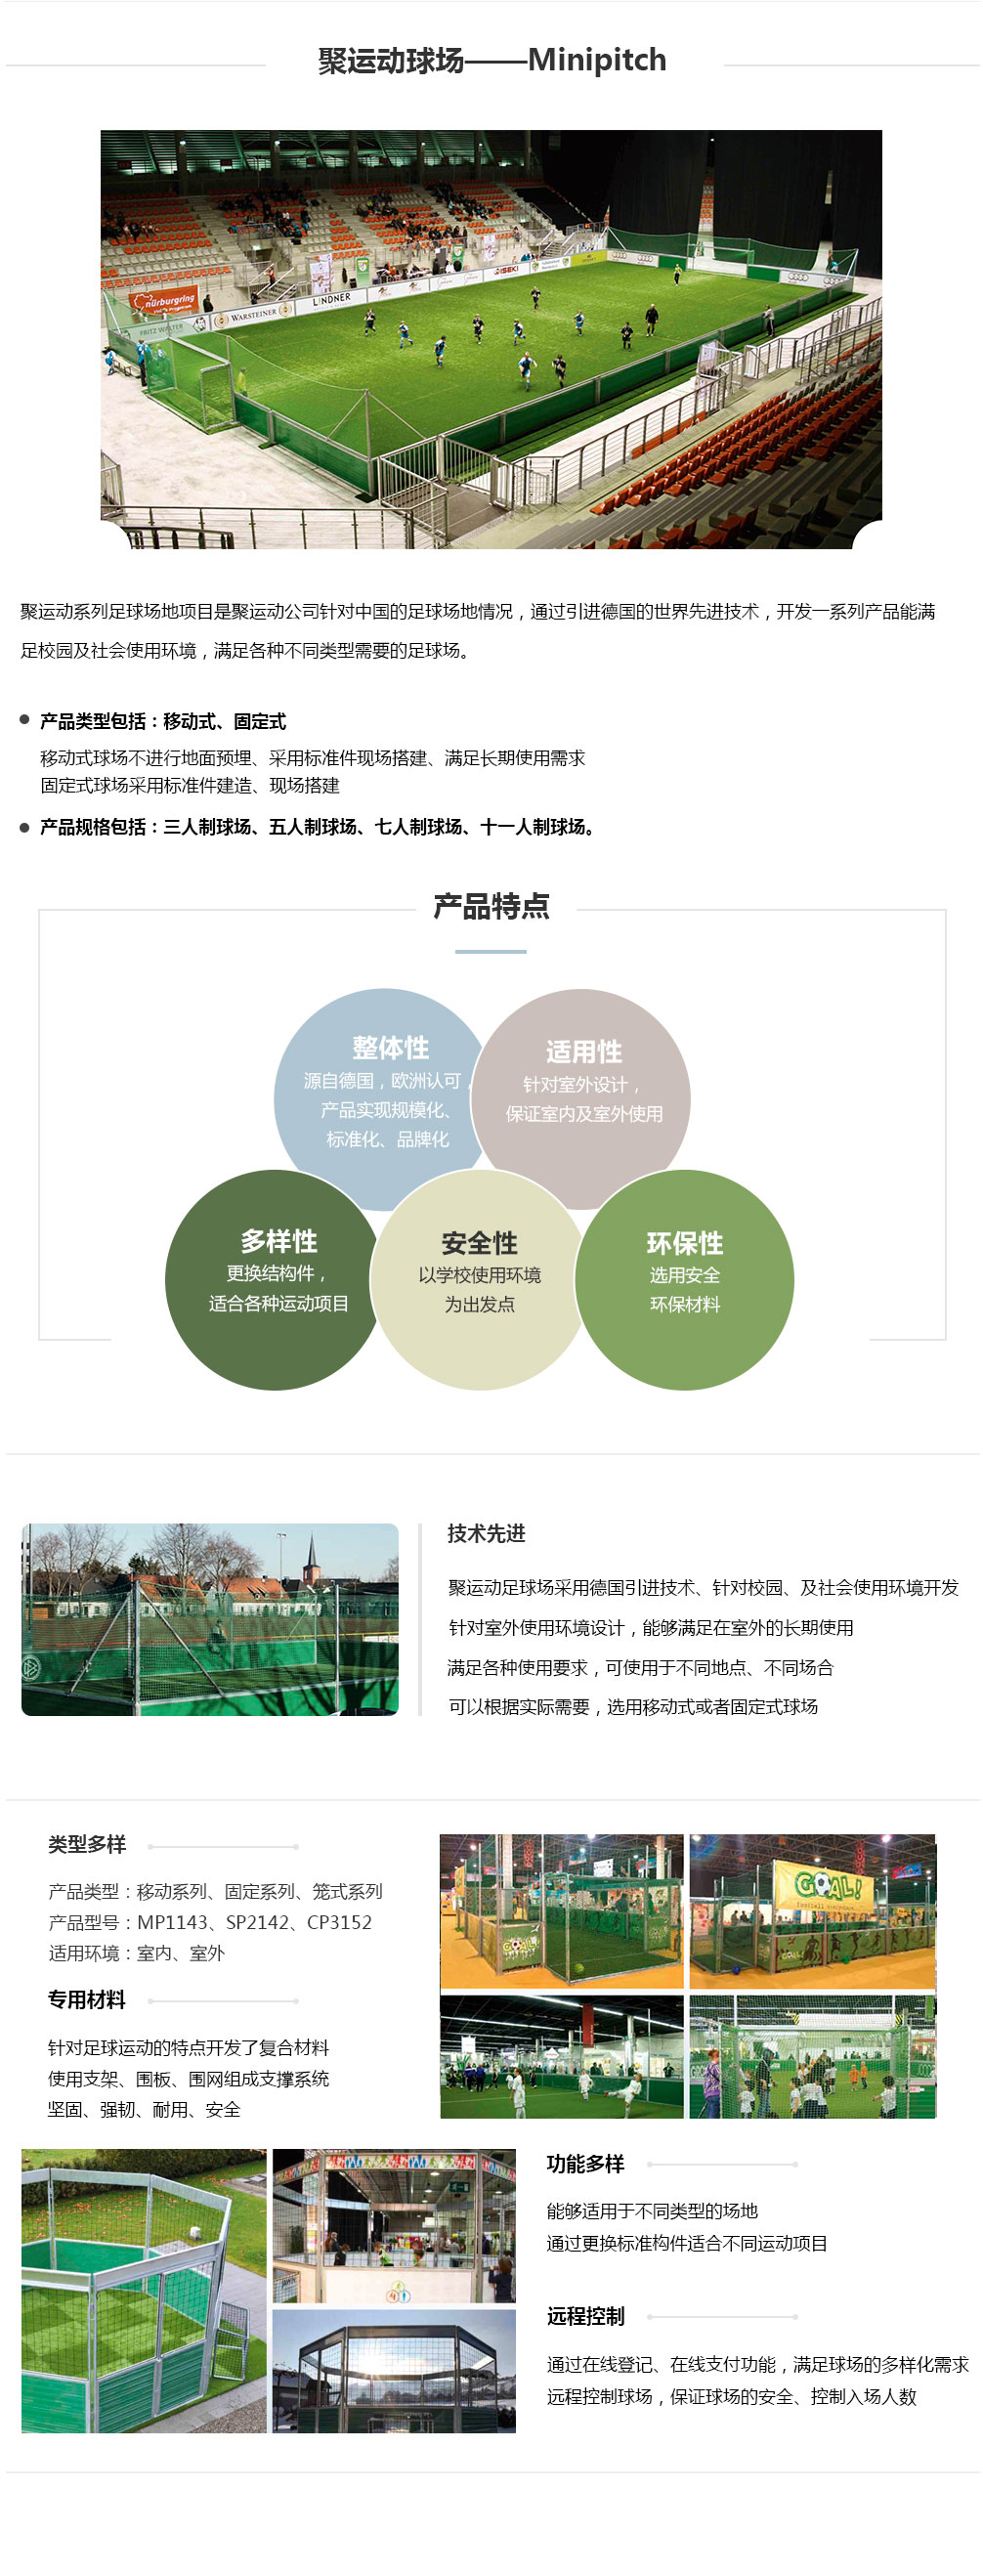 聚运动球场——Minipitch
nürburgring
FRITZ WALTER
WARSTEINER
LINDNER
ISEKI
聚运动系列足球场地项目是聚运动公司针对中国的足球场地情况，通过引进德国的世界先进技术，开发一系列产品能满
足校园及社会使用环境，满足各种不同类型需要的足球场。
产品类型包括：移动式、固定式
移动式球场不进行地面预埋、采用标准件现场搭建、满足长期使用需求
固定式球场采用标准件建造、现场搭建
产品规格包括：三人制球场、五人制球场、七人制球场、十一人制球场。
产品特点
整体性
源自德国，欧洲认可，
产品实现规模化、
标准化、品牌化
适用性
针对室外设计，
保证室内及室外使用
多样性
更换结构件，
适合各种运动项目
安全性
以学校使用环境
为出发点
环保性
选用安全
环保材料
技术先进
聚运动足球场采用德国引进技术、针对校园、及社会使用环境开发
针对室外使用环境设计，能够满足在室外的长期使用
满足各种使用要求，可使用于不同地点、不同场合
可以根据实际需要，选用移动式或者固定式球场
类型多样
产品类型：移动系列、固定系列、笼式系列
产品型号：MP1143、SP2142、CP3152
适用环境：室内、室外
专用材料
针对足球运动的特点开发了复合材料
使用支架、围板、围网组成支撑系统
坚固、强韧、耐用、安全
GOAL!
功能多样
能够适用于不同类型的场地
通过更换标准构件适合不同运动项目
远程控制
通过在线登记、在线支付功能，满足球场的多样化需求
远程控制球场，保证球场的安全、控制入场人数